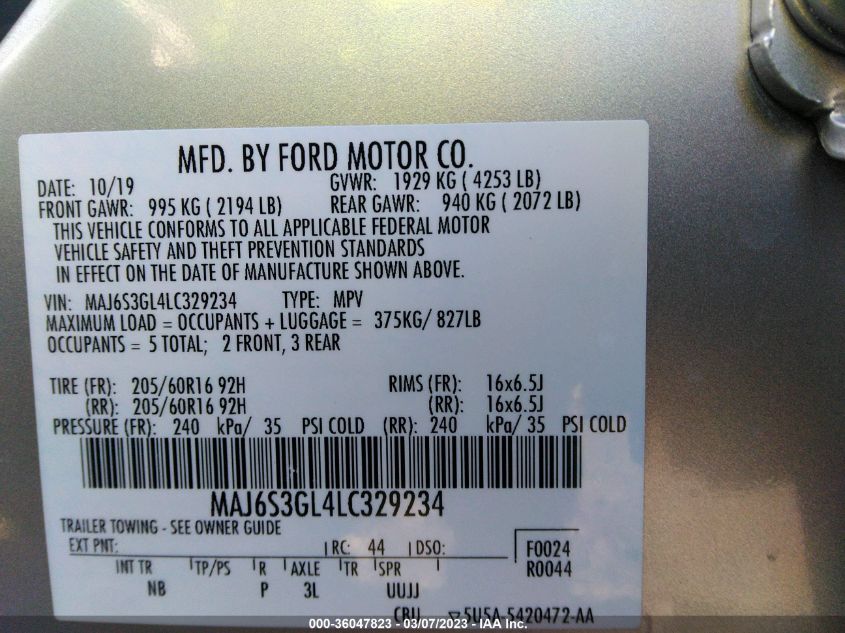 MFD. BY FORD MOTOR CO.
DATE: 10/19 GVWR: 1929 KG ( 4253 LB)
FRONT GAWR: 995 KG ( 2194 LB) REAR GAWR: 940 KG ( 2072 LB)
THIS VEHICLE CONFORMS TO ALL APPLICABLE FEDERAL MOTOR
VEHICLE SAFETY AND THEFT PREVENTION STANDARDS
IN EFFECT ON THE DATE OF MANUFACTURE SHOWN ABOVE.
VIN: MAJ6S3GL4LC329234 TYPE: MPV
MAXIMUM LOAD = OCCUPANTS + LUGGAGE = 375KG/ 827LB
OCCUPANTS = 5 TOTAL; 2 FRONT, 3 REAR
TIRE (FR): 205/60R16 92H RIMS (FR): 16x6.5J
(RR): 205/60R16 92H (RR): 16x6.5J
PRESSURE (FR): 240 kPa/ 35 PSI COLD (RR): 240 kPa/ 35 PSI COLD
MAJ6S3GL4LC329234
TRAILER TOWING - SEE OWNER GUIDE
EXT PNT: RC: 44 DSO: F0024
INT TR TP/PS R AXLE TR SPR R0044
NB P 3L UUJJ
CBU 5U5A-5420472-AA
000-36047823 - 03/07/2023 - IAA Inc.